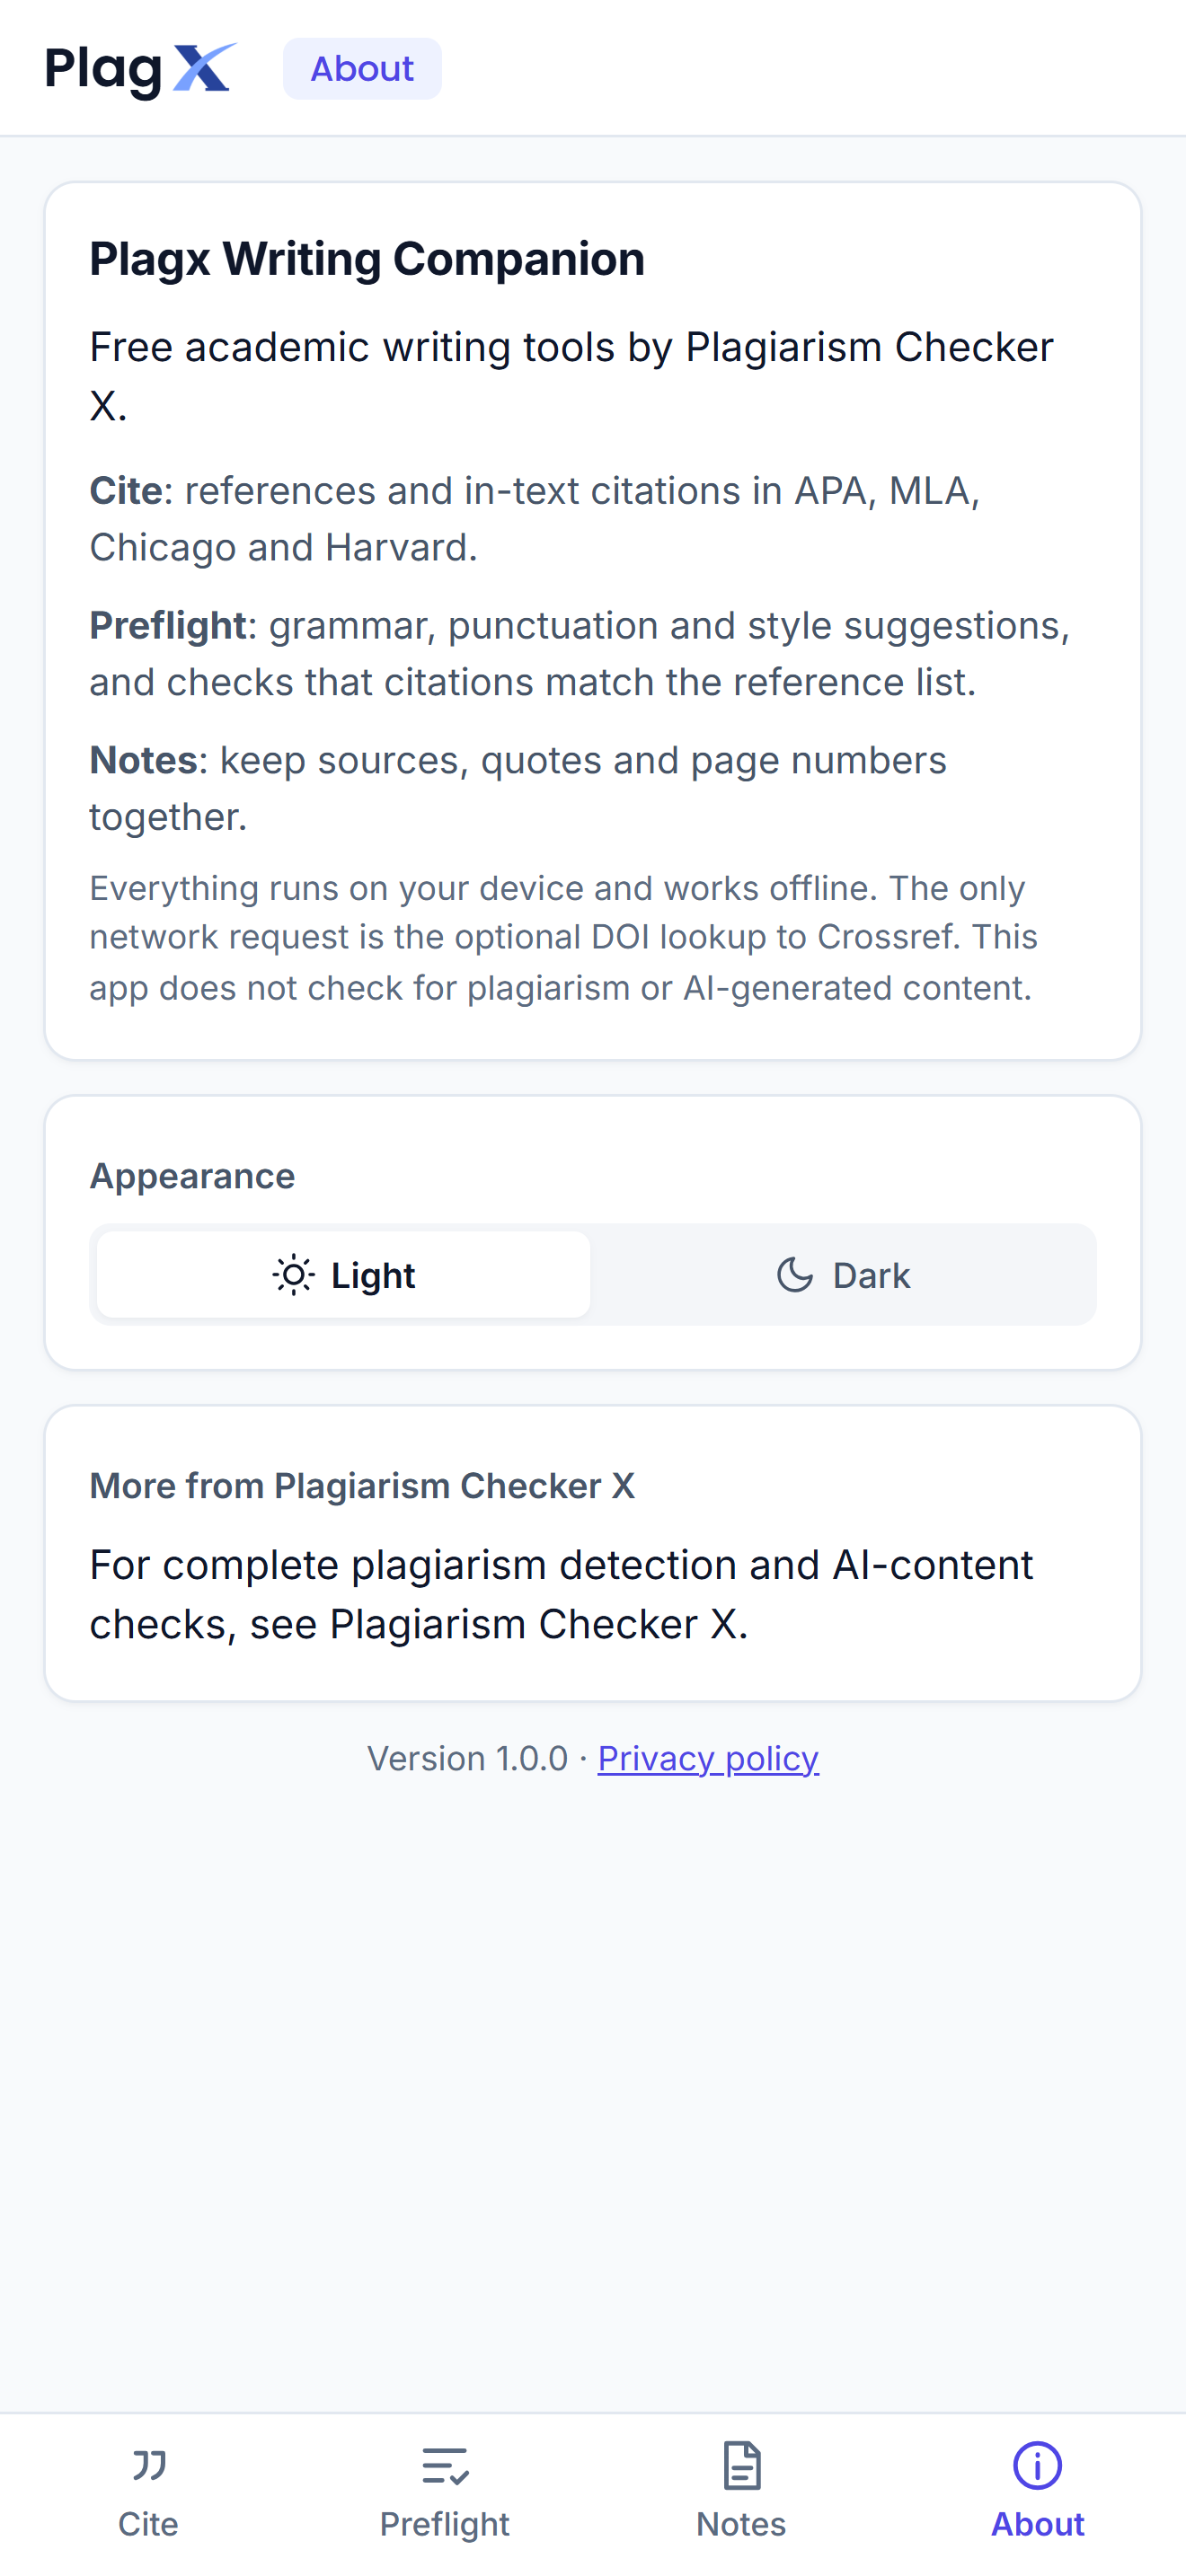 PlagX
About
Plagx Writing Companion
Free academic writing tools by Plagiarism Checker
X.
Cite: references and in-text citations in APA, MLA,
Chicago and Harvard.
Preflight: grammar, punctuation and style suggestions,
and checks that citations match the reference list.
Notes: keep sources, quotes and page numbers
together.
Everything runs on your device and works offline. The only
network request is the optional DOI lookup to Crossref. This
app does not check for plagiarism or AI-generated content.
Appearance
Light
Dark
More from Plagiarism Checker X
For complete plagiarism detection and AI-content
checks, see Plagiarism Checker X.
Version 1.0.0 · Privacy policy
Cite
Preflight
Notes
About